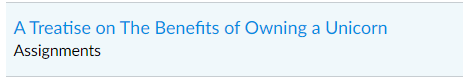 A Treatise on The Benefits of Owning a Unicorn
Assignments